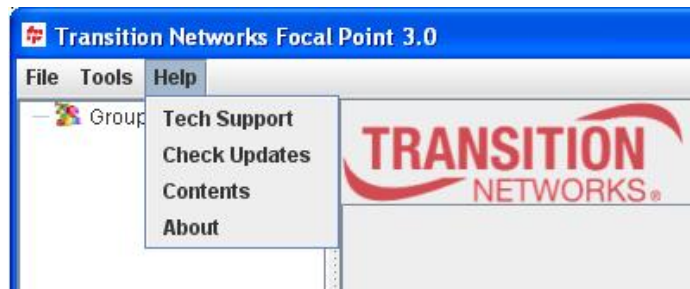 Transition Networks Focal Point 3.0
File Tools Help
Group
Tech Support
Check Updates
Contents
About
TRANSITION
NETWORKS®